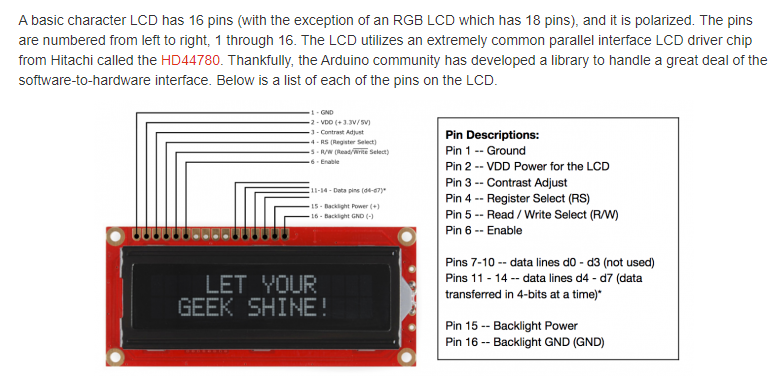 A basic character LCD has 16 pins (with the exception of an RGB LCD which has 18 pins), and it is polarized. The pins
are numbered from left to right, 1 through 16. The LCD utilizes an extremely common parallel interface LCD driver chip
from Hitachi called the HD44780. Thankfully, the Arduino community has developed a library to handle a great deal of the
software-to-hardware interface. Below is a list of each of the pins on the LCD.
1 - GND
2 - VDD (+3.3V/5V)
3 - Contrast Adjust
4 - RS (Register Select)
5 - R/W (Read/Write Select)
6 - Enable
11-14 - Data pins (d4-d7)*
15 - Backlight Power (+)
16 - Backlight GND (-)
LET YOUR
GEEK SHINE!
Pin Descriptions:
Pin 1 -- Ground
Pin 2 -- VDD Power for the LCD
Pin 3 -- Contrast Adjust
Pin 4 -- Register Select (RS)
Pin 5 -- Read / Write Select (R/W)
Pin 6 -- Enable
Pins 7-10 -- data lines d0 - d3 (not used)
Pins 11 - 14 -- data lines d4 - d7 (data
transferred in 4-bits at a time)*
Pin 15 -- Backlight Power
Pin 16 -- Backlight GND (GND)